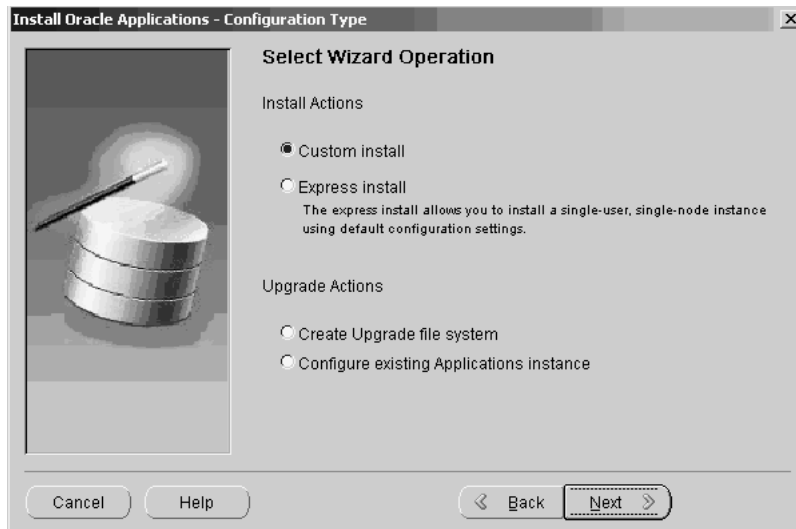 Install Oracle Applications - Configuration Type
Select Wizard Operation
Install Actions
Custom install
Express install
The express install allows you to install a single-user, single-node instance
using default configuration settings.
Upgrade Actions
Create Upgrade file system
Configure existing Applications instance
Cancel Help Back Next